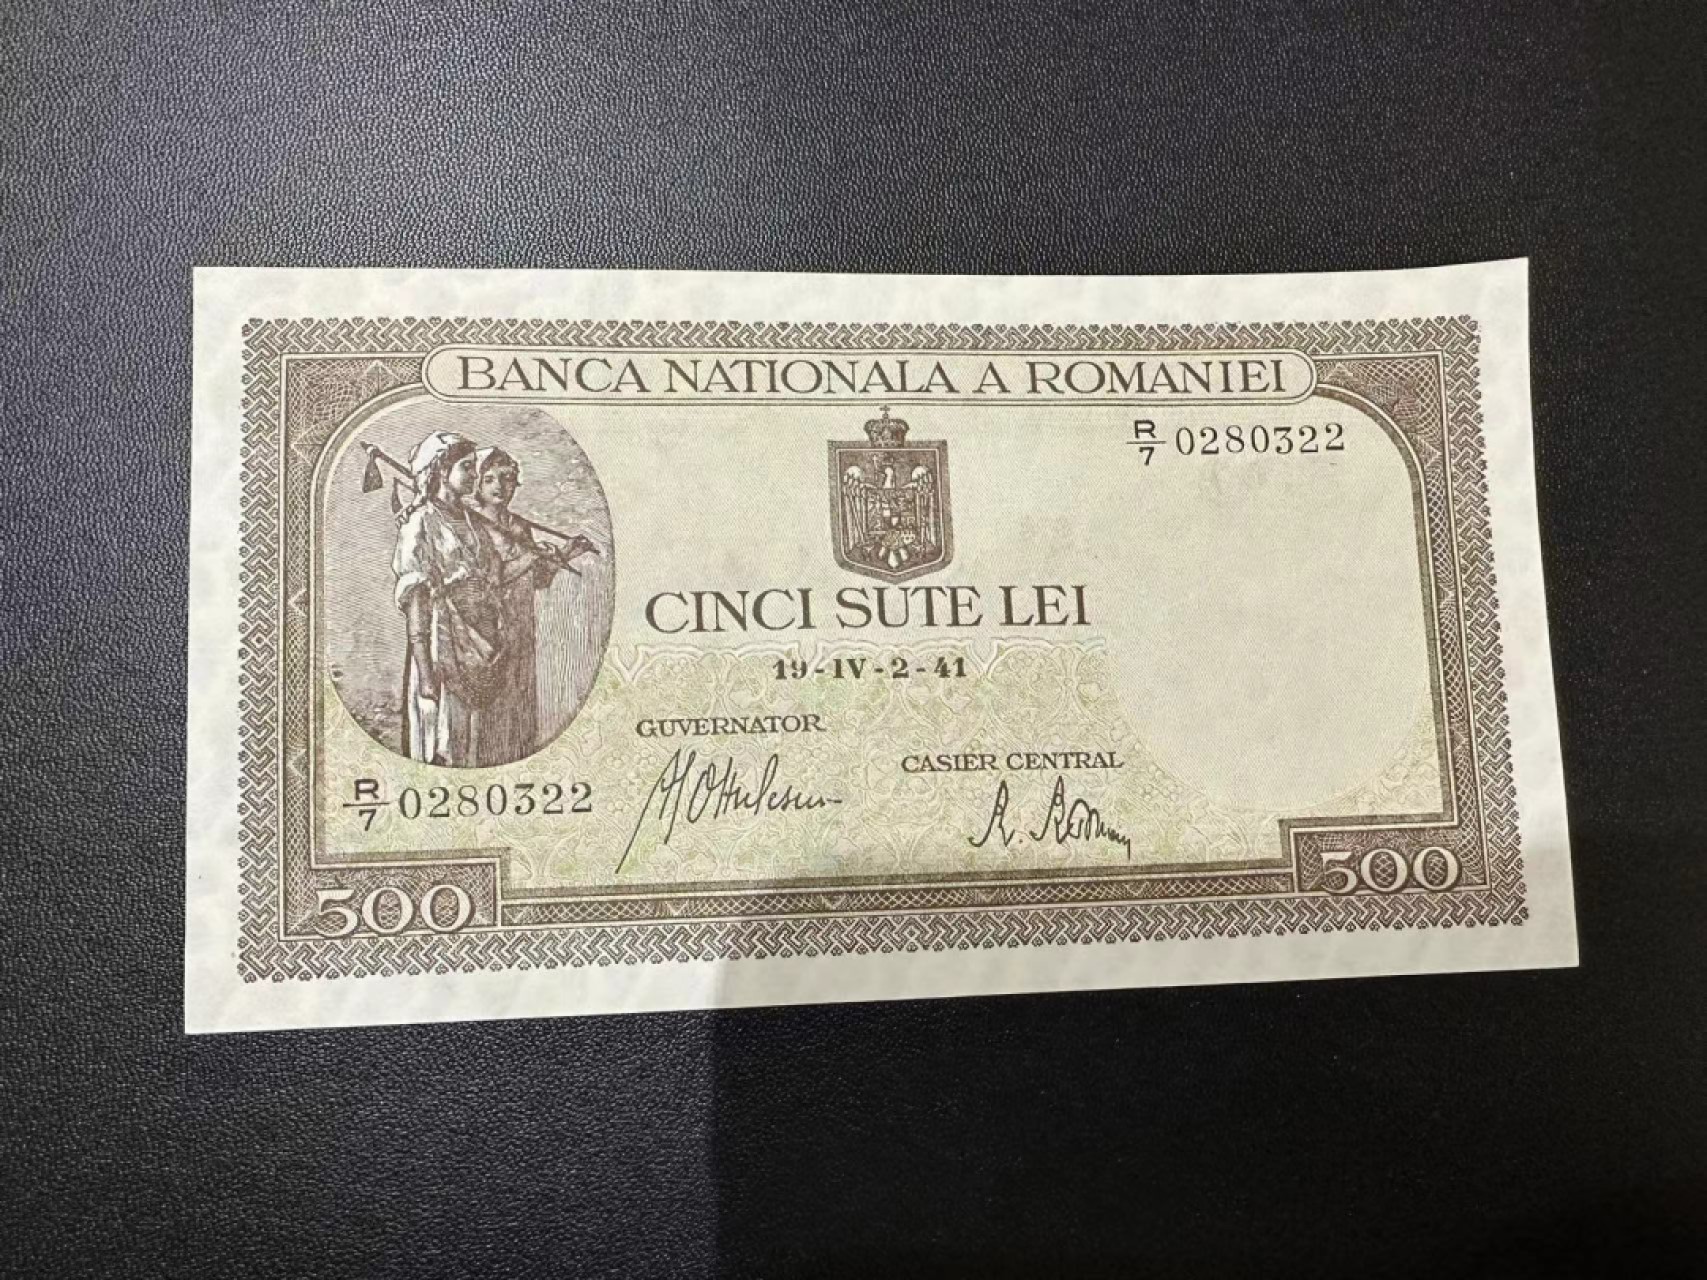 BANCA NATIONALA A ROMANIEI
R/7 0280322
CINCI SUTE LEI
19-IV-2-41
GUVERNATOR
CASIER CENTRAL
R/7 0280322
500
500